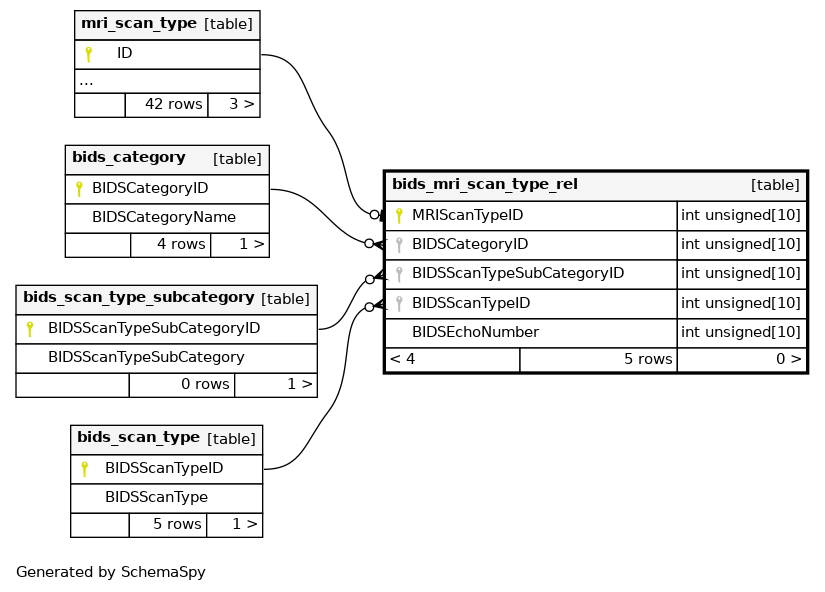 mri_scan_type [table]
ID
...
42 rows 3 >
bids_category [table]
BIDSCategoryID
BIDSCategoryName
4 rows 1 >
bids_scan_type_subcategory [table]
BIDSScanTypeSubCategoryID
BIDSScanTypeSubCategory
0 rows 1 >
bids_scan_type [table]
BIDSScanTypeID
BIDSScanType
5 rows 1 >
bids_mri_scan_type_rel [table]
MRIScanTypeID int unsigned[10]
BIDSCategoryID int unsigned[10]
BIDSScanTypeSubCategoryID int unsigned[10]
BIDSScanTypeID int unsigned[10]
BIDSEchoNumber int unsigned[10]
< 4 5 rows 0 >
Generated by SchemaSpy